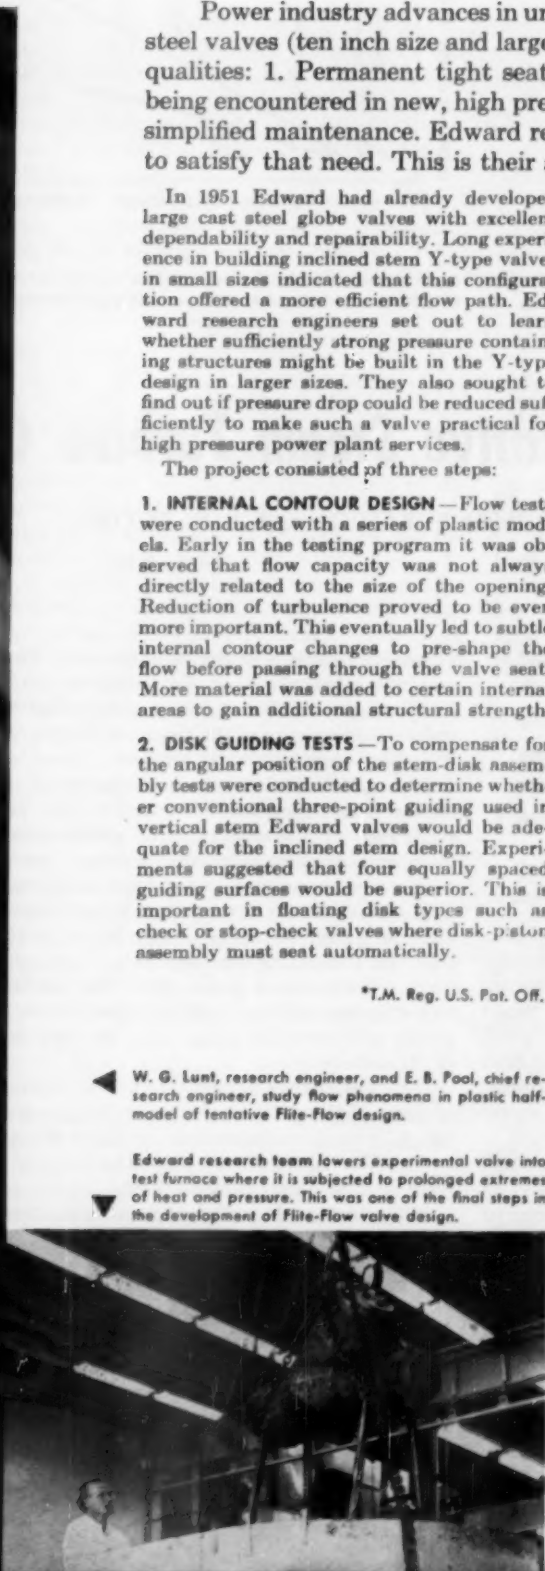 Power industry advances in ur
steel valves (ten inch size and large
qualities: 1. Permanent tight seat
being encountered in new, high pre
simplified maintenance. Edward re
to satisfy that need. This is their
In 1951 Edward had already develope
large cast steel globe valves with excellen
dependability and repairability. Long exper
ence in building inclined stem Y-type valve
in small sizes indicated that this configura
tion offered a more efficient flow path. Ed
ward research engineers set out to lear
whether sufficiently strong pressure contain
ing structures might be built in the Y-typ
design in larger sizes. They also sought t
find out if pressure drop could be reduced suf
ficiently to make such a valve practical fo
high pressure power plant services.
The project consisted of three steps:
1. INTERNAL CONTOUR DESIGN—Flow test
were conducted with a series of plastic mod
els. Early in the testing program it was ob
served that flow capacity was not alway
directly related to the size of the opening
Reduction of turbulence proved to be even
more important. This eventually led to subtle
internal contour changes to pre-shape the
flow before passing through the valve seat
More material was added to certain interna
areas to gain additional structural strength
2. DISK GUIDING TESTS—To compensate for
the angular position of the stem-disk assem
bly tests were conducted to determine wheth
er conventional three-point guiding used in
vertical stem Edward valves would be ade-
quate for the inclined stem design. Experi-
ments suggested that four equally spaced
guiding surfaces would be superior. This is
important in floating disk types such as
check or stop-check valves where disk-piston
assembly must seat automatically.
*T.M. Reg. U.S. Pat. Off.
W. G. Lunt, research engineer, and E. B. Pool, chief re-
search engineer, study flow phenomena in plastic half-
model of tentative Flite-Flow design.
Edward research team lowers experimental valve into
test furnace where it is subjected to prolonged extremes
of heat and pressure. This was one of the final steps in
the development of Flite-Flow valve design.